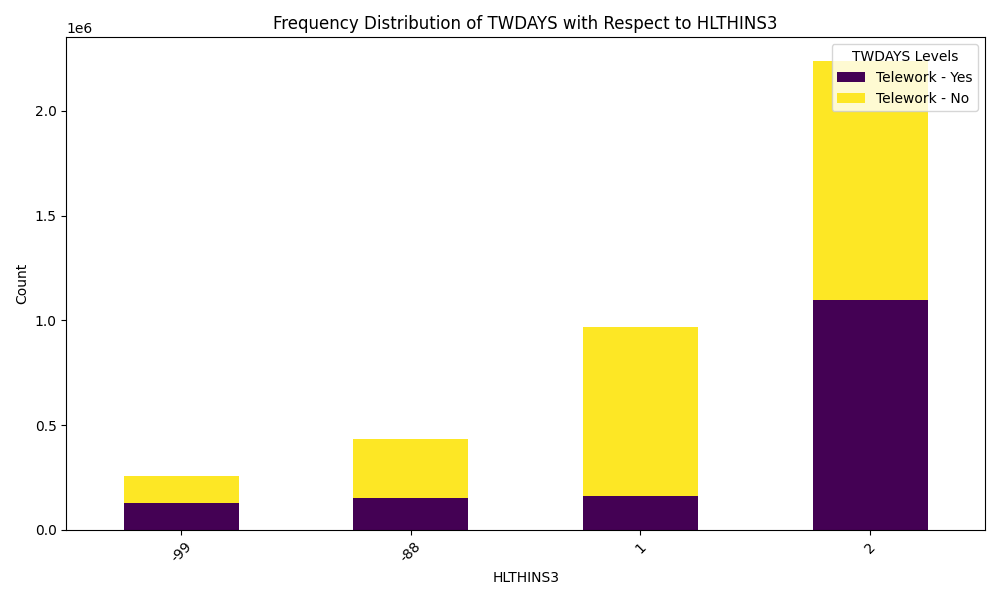 Frequency Distribution of TWDAYS with Respect to HLTHINS3
1e6
TWDAYS Levels
Telework - Yes
Telework - No
2.0
1.5
1.0
0.5
0.0
Count
-99
-88
1
2
HLTHINS3